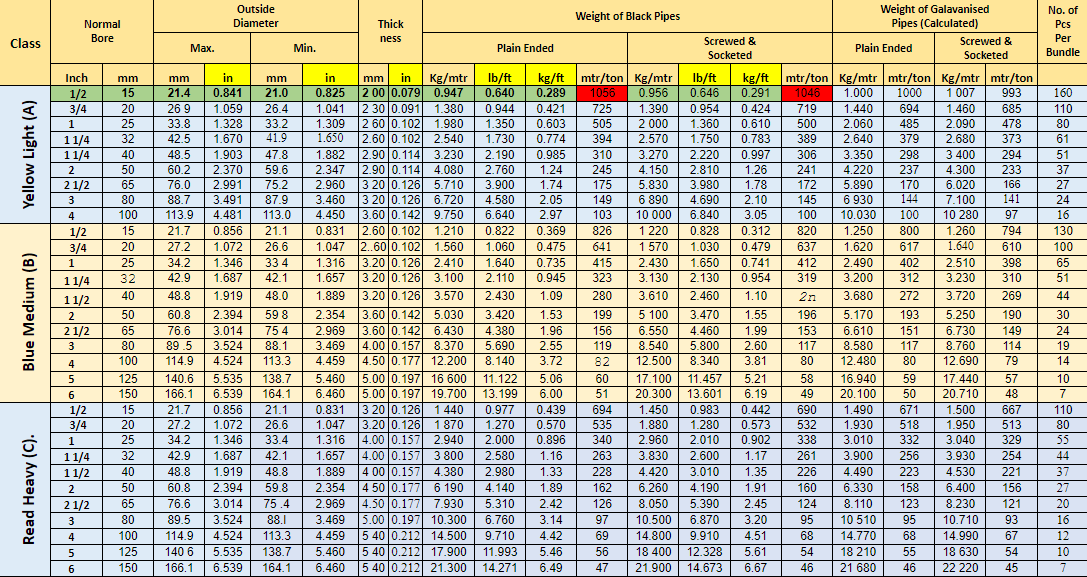 Class Normal Bore Outside Diameter Thick ness Weight of Black Pipes Weight of Galavanised Pipes (Calculated) No. of Pcs Per Bundle
Max. Min. Plain Ended Screwed & Socketed Plain Ended Screwed & Socketed
Inch mm mm in mm in mm in Kg/mtr lb/ft kg/ft mtr/ton Kg/mtr lb/ft kg/ft mtr/ton Kg/mtr mtr/ton Kg/mtr mtr/ton
Yellow Light (A)
1/2 15 21.4 0.841 21.0 0.825 2 00 0.079 0.947 0.640 0.289 1056 0.956 0.646 0.291 1046 1.000 1000 1 007 993 160
3/4 20 26.9 1.059 26.4 1.041 2.30 0.091 1.380 0.944 0.421 725 1.390 0.954 0.424 719 1.440 694 1.460 685 110
1 25 33.8 1.328 33.2 1.309 2.60 0.102 1.980 1.350 0.603 505 2 000 1.360 0.610 500 2.060 485 2.090 478 80
1 1/4 32 42.5 1.670 41.9 1.650 2.60 0.102 2.540 1.730 0.774 394 2.570 1.750 0.783 389 2.640 379 2.680 373 61
1 1/4 40 48.5 1.903 47.8 1.882 2.90 0.114 3.230 2.190 0.985 310 3.270 2.220 0.997 306 3.350 298 3.400 294 51
2 50 60.2 2.370 59.6 2.347 2.90 0.114 4.080 2.760 1.24 245 4.150 2.810 1.26 241 4.220 237 4.300 233 37
2 1/2 65 76.0 2.991 75.2 2.960 3 20 0.126 5.710 3.900 1.74 175 5.830 3.980 1.78 172 5.890 170 6.020 166 27
3 80 88.7 3.491 87.9 3.460 3 20 0.126 6.720 4.580 2.05 149 6 890 4.690 2.10 145 6 930 144 7.100 141 24
4 100 113.9 4.481 113.0 4.450 3.60 0.142 9.750 6.640 2.97 103 10 000 6.840 3.05 100 10.030 100 10 280 97 16
Blue Medium (B)
1/2 15 21.7 0.856 21.1 0.831 2.60 0.102 1.210 0.822 0.369 826 1.220 0.828 0.312 820 1.250 800 1.260 794 130
3/4 20 27.2 1.072 26.6 1.047 2..60 0.102 1.560 1.060 0.475 641 1 570 1.030 0.479 637 1.620 617 1.640 610 100
1 25 34.2 1.346 33 4 1.316 3.20 0.126 2.410 1.640 0.735 415 2.430 1.650 0.741 412 2.490 402 2.510 398 65
1 1/4 32 42.9 1.687 42.1 1.657 3.20 0.126 3.100 2.110 0.945 323 3.130 2.130 0.954 319 3.200 312 3.230 310 51
1 1/2 40 48.8 1.919 48.0 1.889 3.20 0.126 3.570 2.430 1.09 280 3.610 2.460 1.10 2n 3.680 272 3.720 269 44
2 50 60.8 2.394 59 8 2.354 3.60 0.142 5.030 3.420 1.53 199 5 100 3.470 1.55 196 5.170 193 5.250 190 30
2 1/2 65 76.6 3.014 75 4 2.969 3.60 0.142 6.430 4.380 1.96 156 6.550 4.460 1.99 153 6.610 151 6.730 149 24
3 80 89 .5 3.524 88.1 3.469 4.00 0.157 8.370 5.690 2.55 119 8.540 5.800 2.60 117 8.580 117 8.760 114 19
4 100 114.9 4.524 113.3 4.459 4.50 0.177 12.200 8.140 3.72 82 12.500 8.340 3.81 80 12.480 80 12.690 79 14
5 125 140.6 5.535 138.7 5.460 5.00 0.197 16 600 11.122 5.06 60 17.100 11.457 5.21 58 16.940 59 17.440 57 10
6 150 166.1 6.539 164.1 6.460 5.00 0.197 19.700 13.199 6.00 51 20.300 13.601 6.19 49 20.100 50 20.710 48 7
Read Heavy (C).
1/2 15 21.7 0.856 21.1 0.831 3.20 0.126 1 440 0.977 0.439 694 1.450 0.983 0.442 690 1.490 671 1.500 667 110
3/4 20 27.2 1.072 26.6 1.047 3.20 0.126 1 870 1.270 0.570 535 1.880 1.280 0.573 532 1.930 518 1.950 513 80
1 25 34.2 1.346 33.4 1.316 4.00 0.157 2.940 2.000 0.896 340 2.960 2.010 0.902 338 3.010 332 3.040 329 55
1 1/4 32 42.9 1.687 42.1 1.657 4.00 0.157 3 800 2.580 1.16 263 3.830 2.600 1.17 261 3.900 256 3.930 254 44
1 1/2 40 48.8 1.919 48.8 1.889 4.00 0.157 4 380 2.980 1.33 228 4.420 3.010 1.35 226 4.490 223 4.530 221 37
2 50 60.8 2.394 59.8 2.354 4.50 0.177 6 190 4.140 1.89 162 6.260 4.190 1.91 160 6.330 158 6.400 156 27
2 1/2 65 76.6 3.014 75 .4 2.969 4.50 0.177 7.930 5.310 2.42 126 8.050 5.390 2.45 124 8.110 123 8.230 121 20
3 80 89.5 3.524 88.l 3.469 5.00 0.197 10.300 6.760 3.14 97 10.500 6.870 3.20 95 10 510 95 10.710 93 16
4 100 114.9 4.524 113.3 4.459 5 40 0.212 14.500 9.710 4.42 69 14.800 9.910 4.51 68 14.770 68 14.990 67 12
5 125 140 6 5.535 138.7 5.460 5 40 0.212 17.900 11.993 5.46 56 18 400 12.328 5.61 54 18 210 55 18 630 54 10
6 150 166.1 6.539 164.1 6.460 5 40 0.212 21.300 14.271 6.49 47 21.900 14.673 6.67 46 21 680 46 22 220 45 7